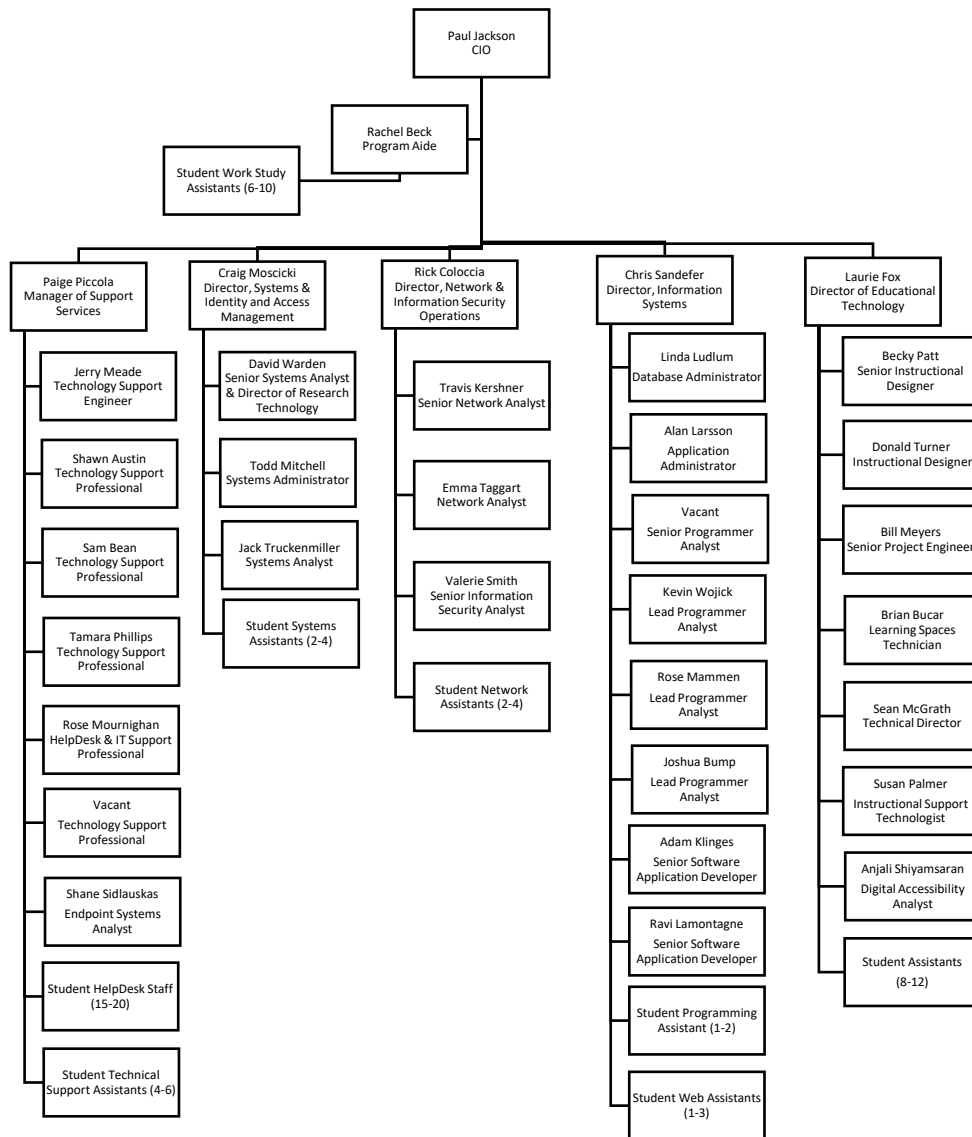 Paul Jackson
CIO
Rachel Beck
Program Aide
Student Work Study
Assistants (6-10)
Paige Piccola
Manager of Support
Services
Jerry Meade
Technology Support
Engineer
Shawn Austin
Technology Support
Professional
Sam Bean
Technology Support
Professional
Tamara Phillips
Technology Support
Professional
Rose Mournighan
HelpDesk & IT Support
Professional
Vacant
Technology Support
Professional
Shane Sidlauskas
Endpoint Systems
Analyst
Student HelpDesk Staff
(15-20)
Student Technical
Support Assistants (4-6)
Craig Moscicki
Director, Systems &
Identity and Access
Management
David Warden
Senior Systems Analyst
& Director of Research
Technology
Todd Mitchell
Systems Administrator
Jack Truckenmiller
Systems Analyst
Student Systems
Assistants (2-4)
Rick Coloccia
Director, Network &
Information Security
Operations
Travis Kershner
Senior Network Analyst
Emma Taggart
Network Analyst
Valerie Smith
Senior Information
Security Analyst
Student Network
Assistants (2-4)
Chris Sandefer
Director, Information
Systems
Linda Ludlum
Database Administrator
Alan Larsson
Application
Administrator
Vacant
Senior Programmer
Analyst
Kevin Wojick
Lead Programmer
Analyst
Rose Mammen
Lead Programmer
Analyst
Joshua Bump
Lead Programmer
Analyst
Adam Klinges
Senior Software
Application Developer
Ravi Lamontagne
Senior Software
Application Developer
Student Programming
Assistant (1-2)
Student Web Assistants
(1-3)
Laurie Fox
Director of Educational
Technology
Becky Patt
Senior Instructional
Designer
Donald Turner
Instructional Designer
Bill Meyers
Senior Project Engineer
Brian Bucar
Learning Spaces
Technician
Sean McGrath
Technical Director
Susan Palmer
Instructional Support
Technologist
Anjali Shiyamsaran
Digital Accessibility
Analyst
Student Assistants
(8-12)